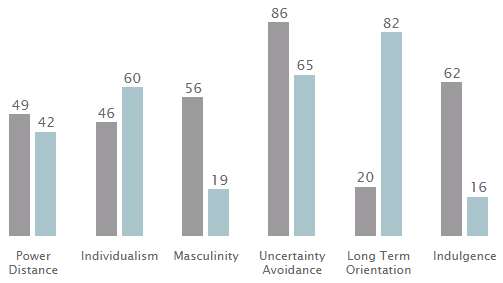 86
82
65
62
60
56
49
46
42
19
20
16
Power
Distance
Individualism
Masculinity
Uncertainty
Avoidance
Long Term
Orientation
Indulgence